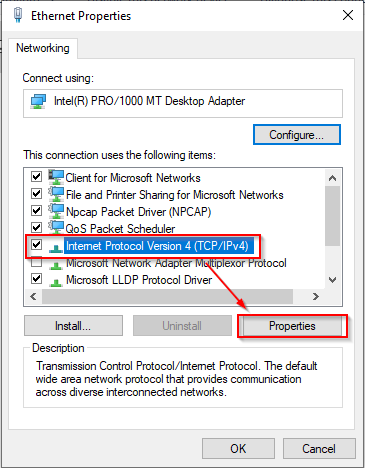 Ethernet Properties
Networking
Connect using:
Intel(R) PRO/1000 MT Desktop Adapter
Configure...
This connection uses the following items:
Client for Microsoft Networks
File and Printer Sharing for Microsoft Networks
Npcap Packet Driver (NPCAP)
QoS Packet Scheduler
Internet Protocol Version 4 (TCP/IPv4)
Microsoft Network Adapter Multiplexor Protocol
Microsoft LLDP Protocol Driver
Install...
Uninstall
Properties
Description
Transmission Control Protocol/Internet Protocol. The default
wide area network protocol that provides communication
across diverse interconnected networks.
OK
Cancel